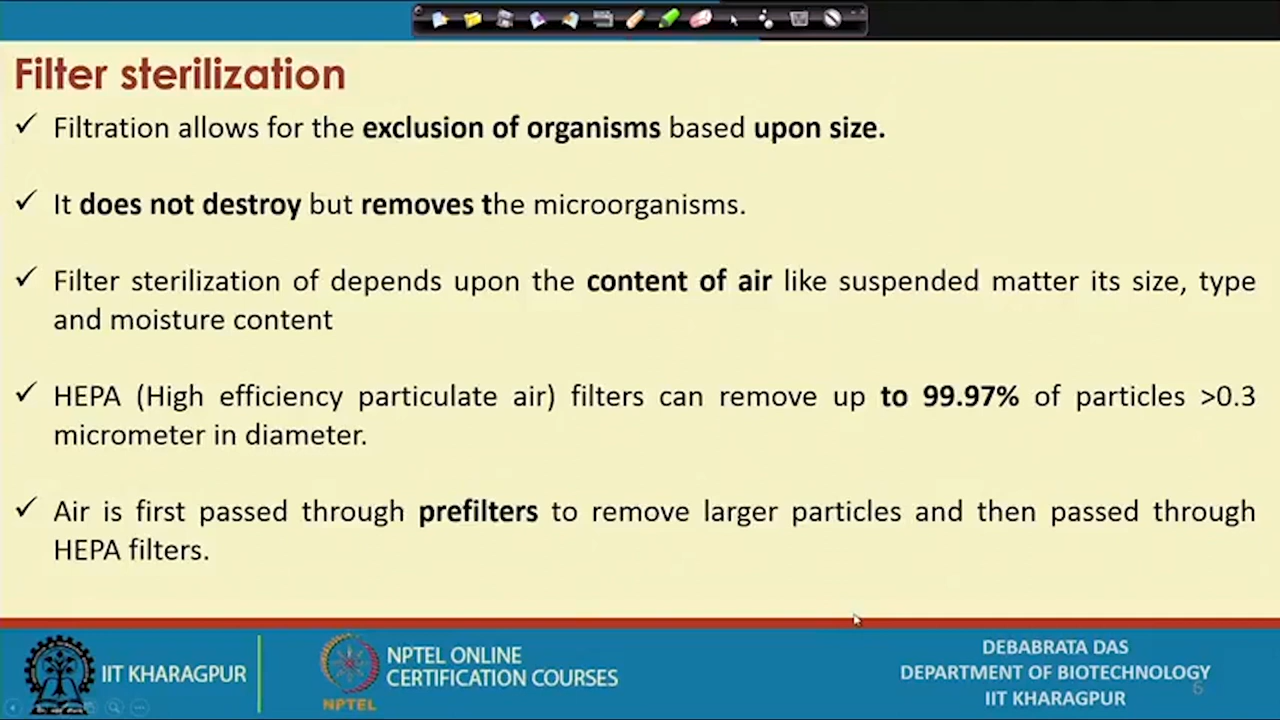 Filter sterilization
✓ Filtration allows for the exclusion of organisms based upon size.
✓ It does not destroy but removes the microorganisms.
✓ Filter sterilization of depends upon the content of air like suspended matter its size, type
and moisture content
✓ HEPA (High efficiency particulate air) filters can remove up to 99.97% of particles >0.3
micrometer in diameter.
✓ Air is first passed through prefilters to remove larger particles and then passed through
HEPA filters.
IIT KHARAGPUR
NPTEL
NPTEL ONLINE
CERTIFICATION COURSES
DEBABRATA DAS
DEPARTMENT OF BIOTECHNOLOGY
IIT KHARAGPUR
6